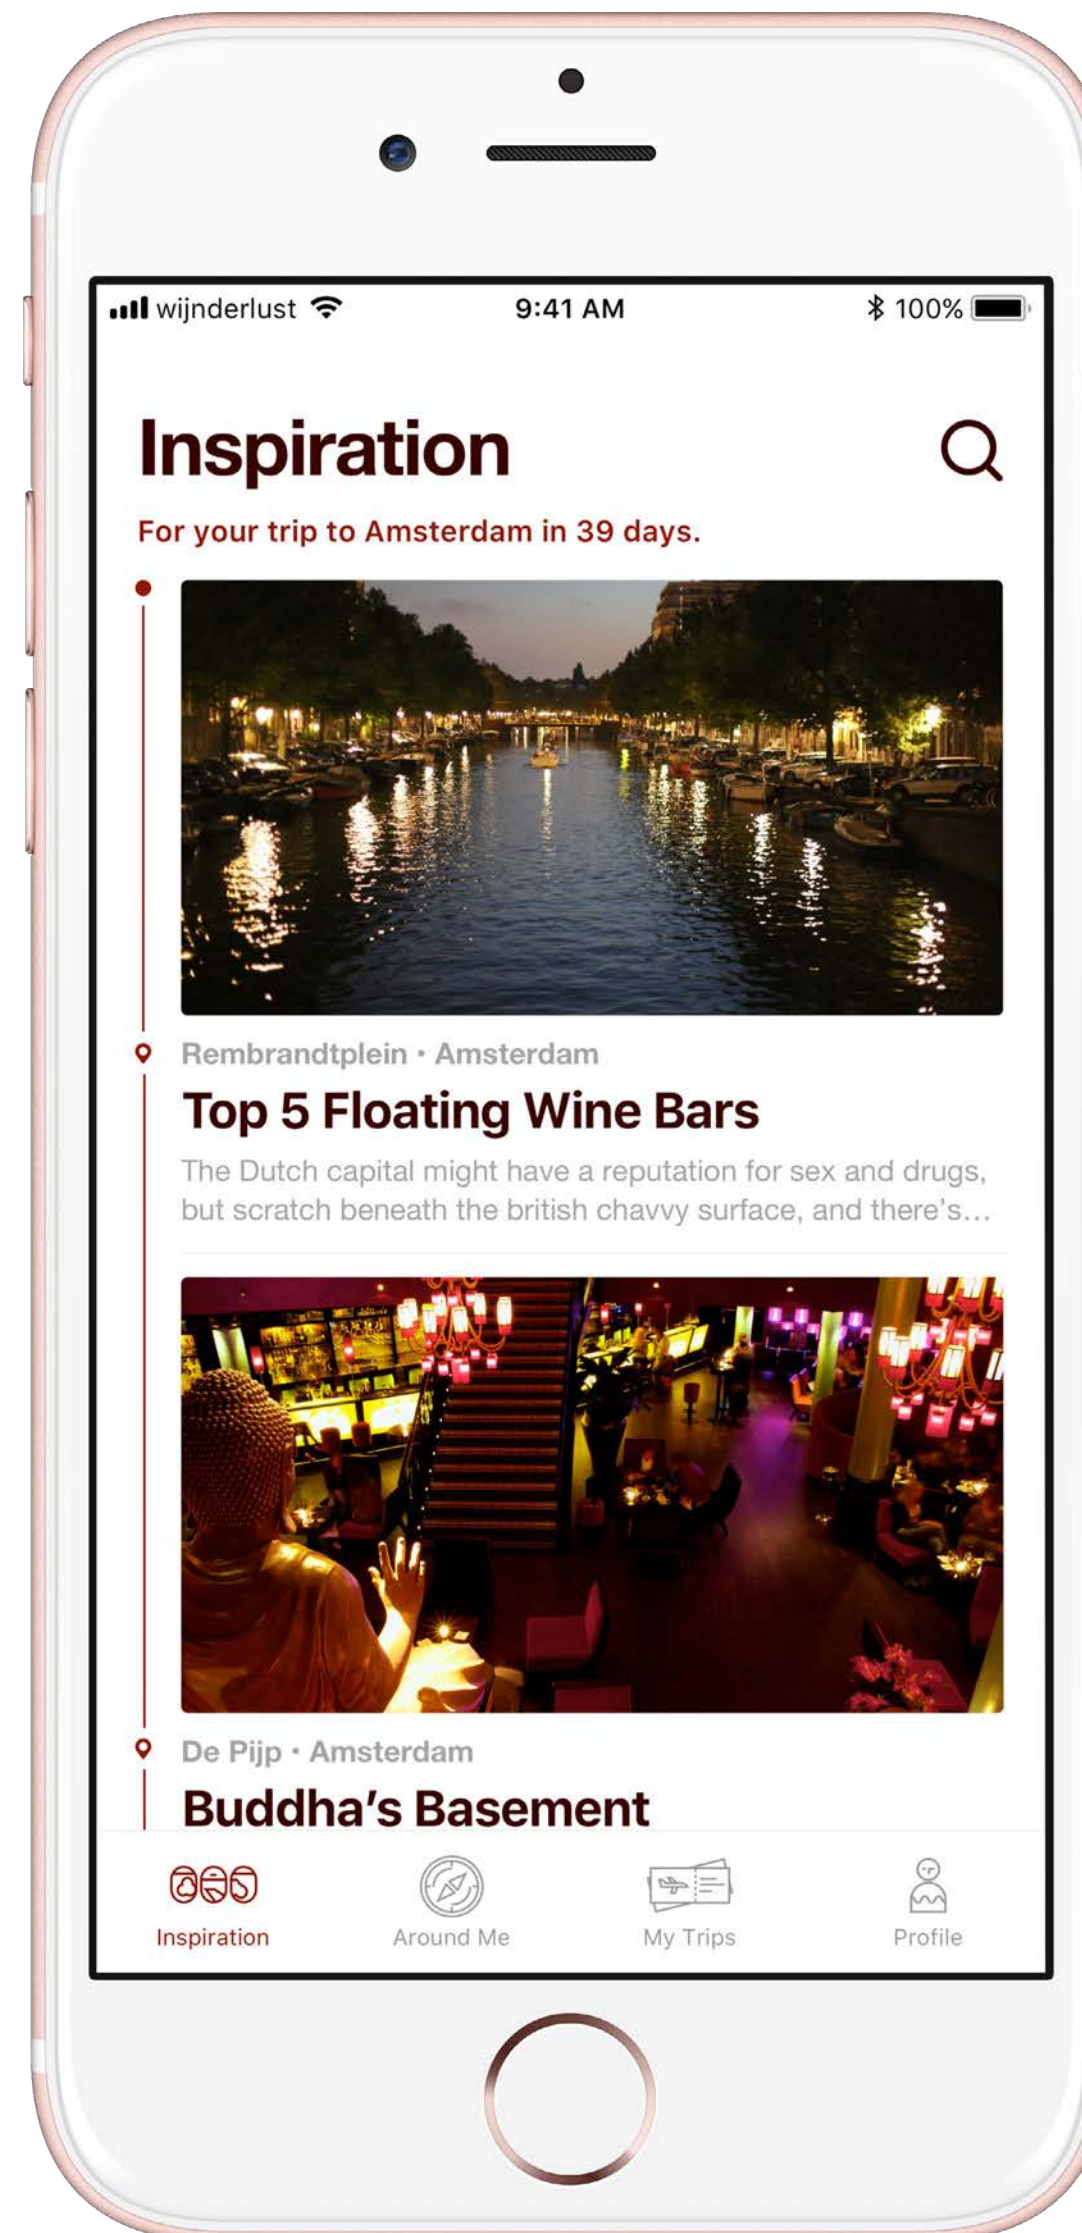 wijnderlust 9:41 AM 100%
Inspiration
For your trip to Amsterdam in 39 days.
Rembrandtplein • Amsterdam
Top 5 Floating Wine Bars
The Dutch capital might have a reputation for sex and drugs,
but scratch beneath the british chavvy surface, and there's...
De Pijp • Amsterdam
Buddha's Basement
Inspiration Around Me My Trips Profile